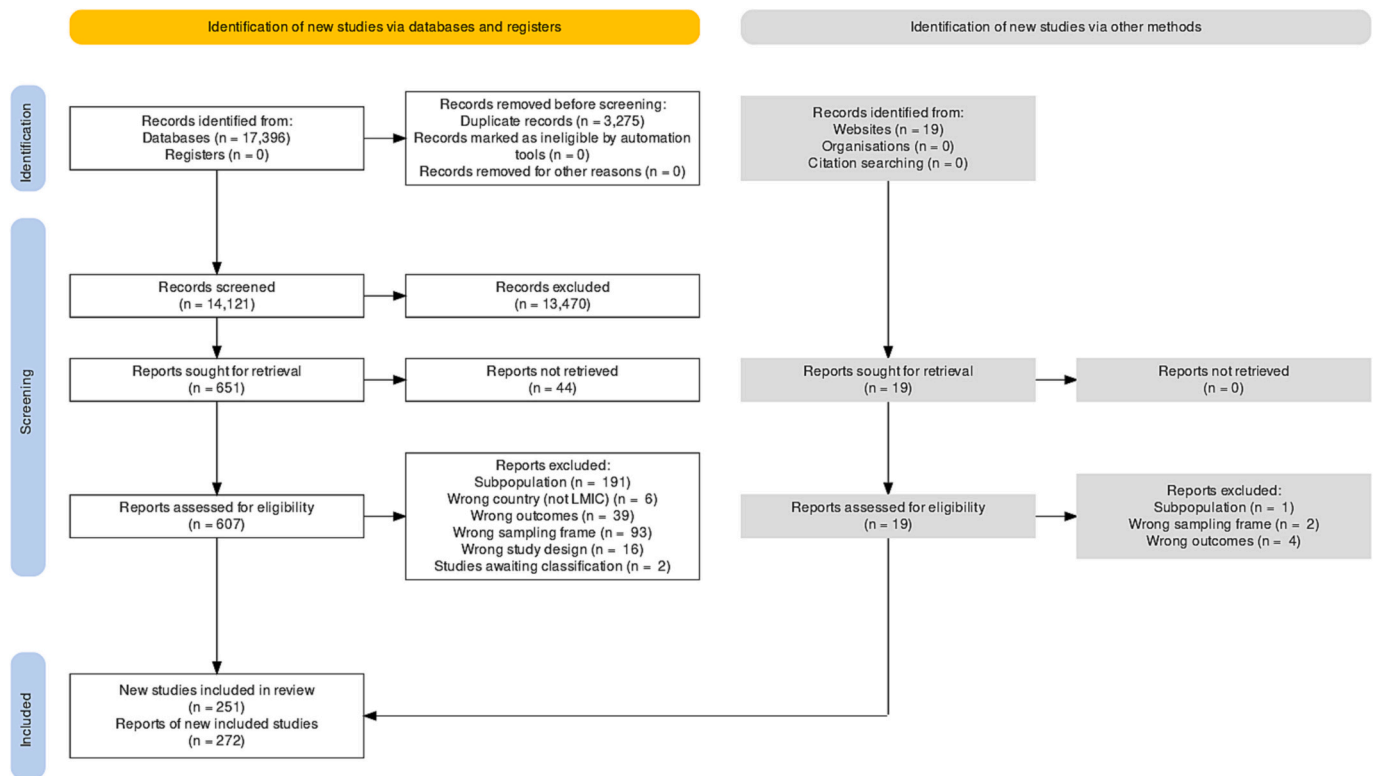 Identification of new studies via databases and registers
Identification of new studies via other methods
Identification
Records identified from:
Databases (n = 17,396)
Registers (n = 0)
Records removed before screening:
Duplicate records (n = 3,275)
Records marked as ineligible by automation
tools (n = 0)
Records removed for other reasons (n = 0)
Records identified from:
Websites (n = 19)
Organisations (n = 0)
Citation searching (n = 0)
Screening
Records screened
(n = 14,121)
Records excluded
(n = 13,470)
Reports sought for retrieval
(n = 651)
Reports not retrieved
(n = 44)
Reports sought for retrieval
(n = 19)
Reports not retrieved
(n = 0)
Reports assessed for eligibility
(n = 607)
Reports excluded:
Subpopulation (n = 191)
Wrong country (not LMIC) (n = 6)
Wrong outcomes (n = 39)
Wrong sampling frame (n = 93)
Wrong study design (n = 16)
Studies awaiting classification (n = 2)
Reports assessed for eligibility
(n = 19)
Reports excluded:
Subpopulation (n = 1)
Wrong sampling frame (n = 2)
Wrong outcomes (n = 4)
Included
New studies included in review
(n = 251)
Reports of new included studies
(n = 272)